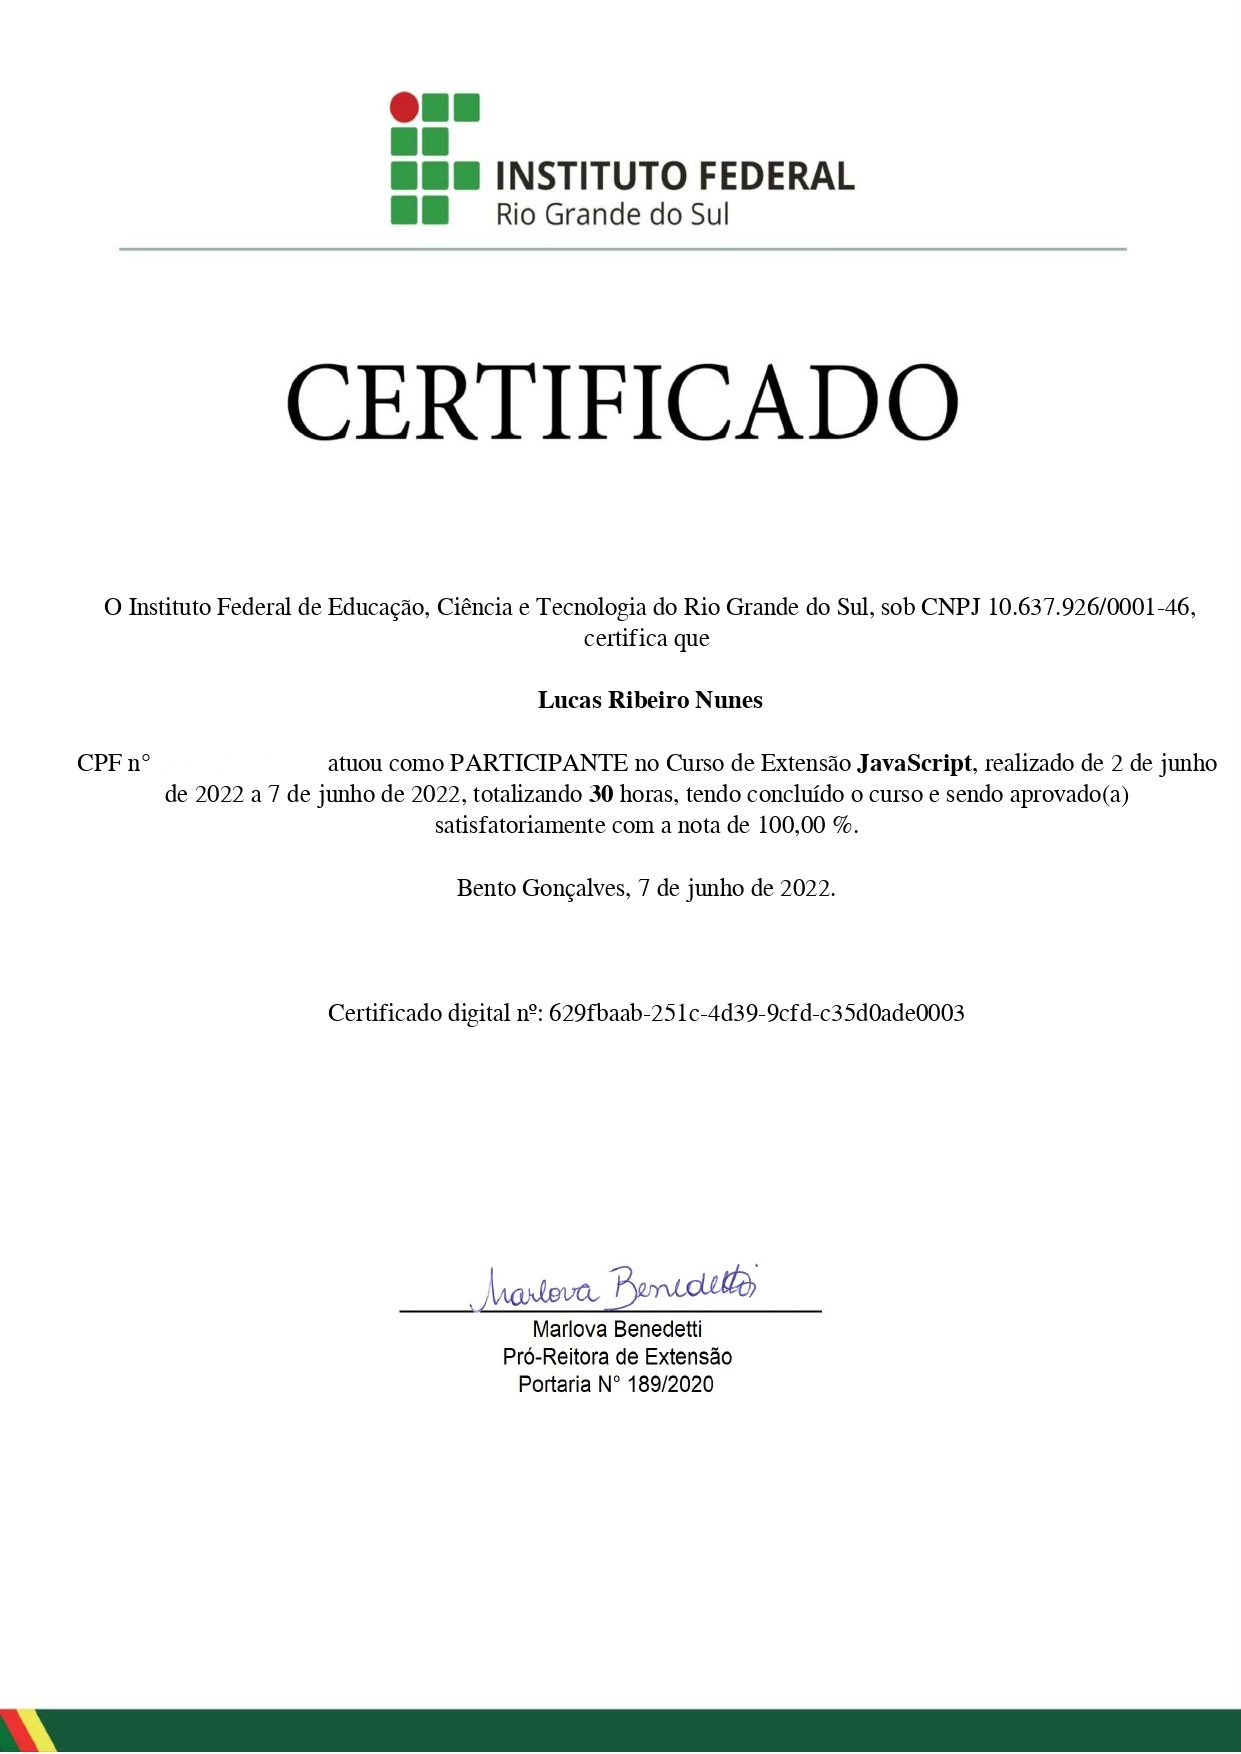 INSTITUTO FEDERAL
Rio Grande do Sul
CERTIFICADO
O Instituto Federal de Educação, Ciência e Tecnologia do Rio Grande do Sul, sob CNPJ 10.637.926/0001-46,
certifica que
Lucas Ribeiro Nunes
CPF n° atuou como PARTICIPANTE no Curso de Extensão JavaScript, realizado de 2 de junho
de 2022 a 7 de junho de 2022, totalizando 30 horas, tendo concluído o curso e sendo aprovado(a)
satisfatoriamente com a nota de 100,00 %.
Bento Gonçalves, 7 de junho de 2022.
Certificado digital nº: 629fbaab-251c-4d39-9cfd-c35d0ade0003
Marlova Benedetti
Marlova Benedetti
Pró-Reitora de Extensão
Portaria N° 189/2020